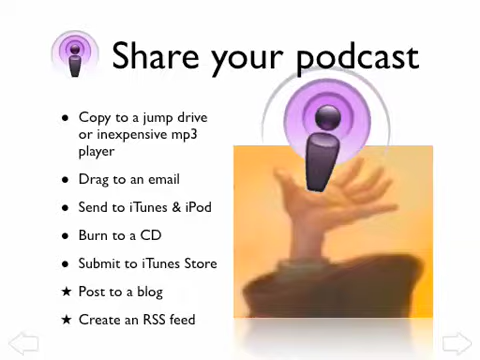 Share your podcast
• Copy to a jump drive
or inexpensive mp3
player
• Drag to an email
• Send to iTunes & iPod
• Burn to a CD
• Submit to iTunes Store
★ Post to a blog
★ Create an RSS feed